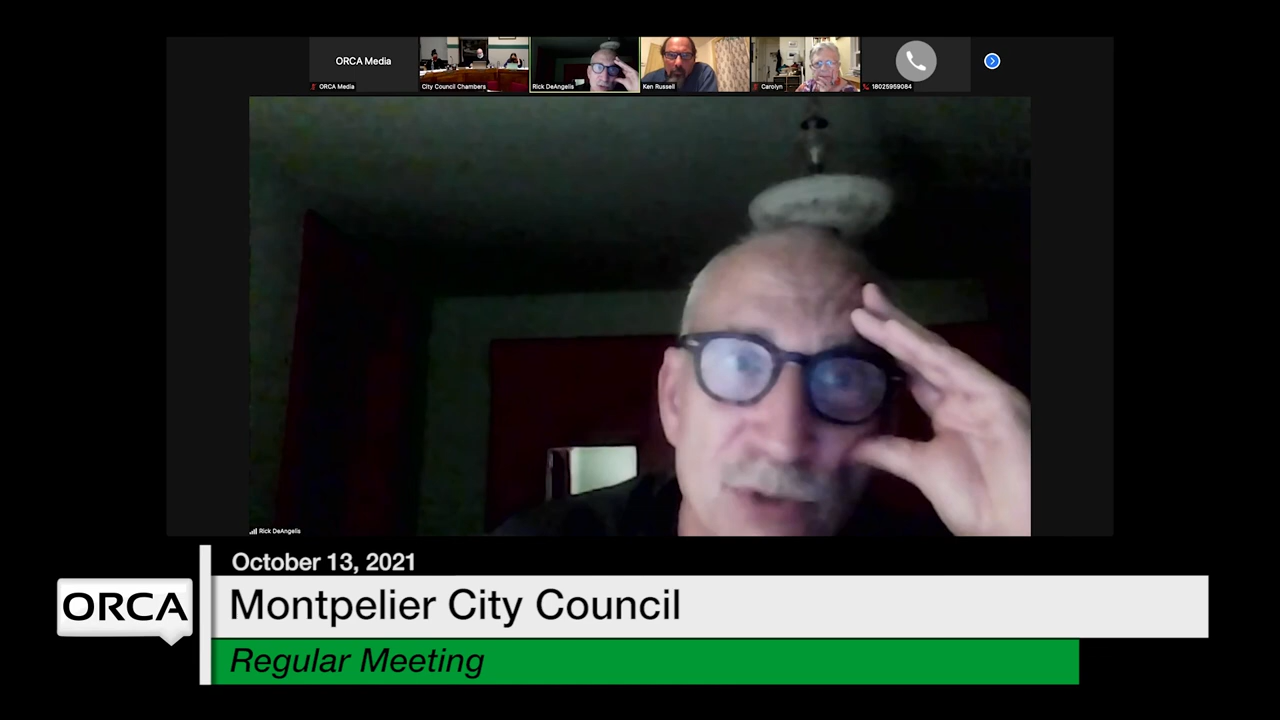 ORCA Media
ORCA Media
City Council Chambers
Rick DeAngelis
Ken Russell
Carolyn
18025959084
Rick DeAngelis
October 13, 2021
ORCA
Montpelier City Council
Regular Meeting